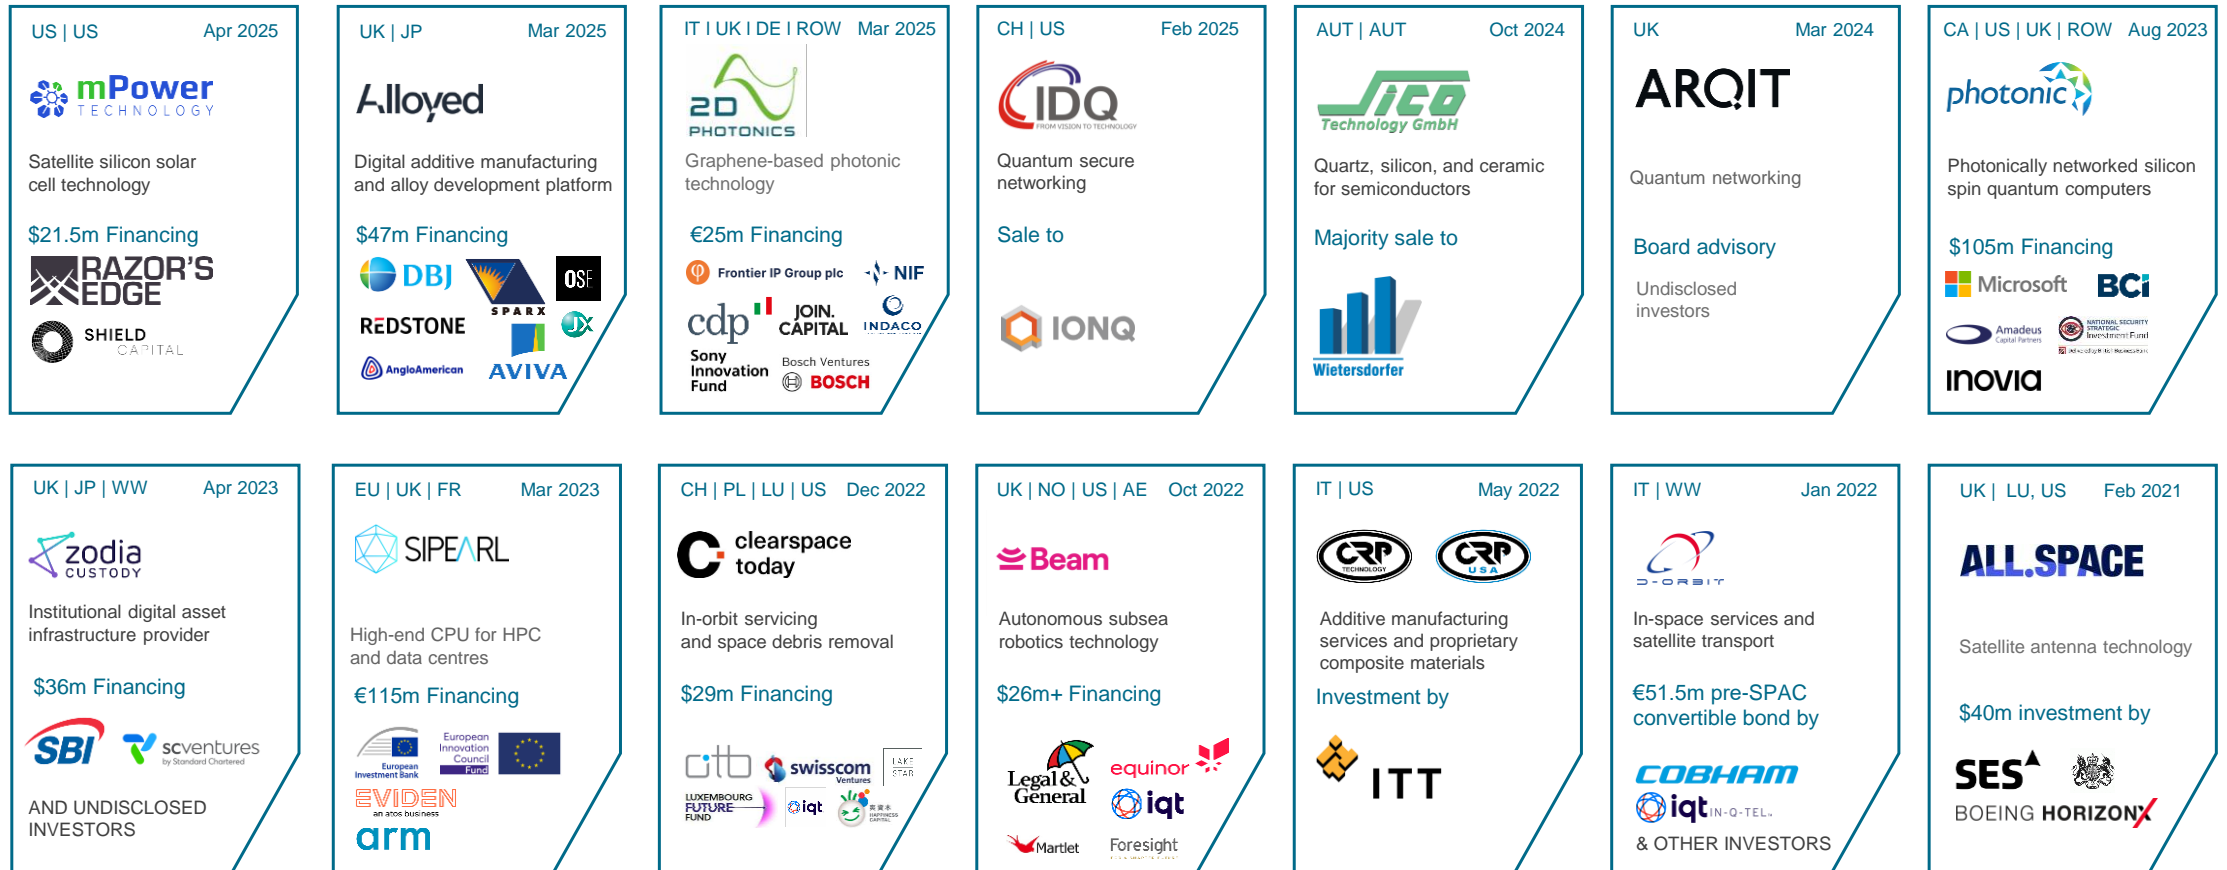 US | US Apr 2025
mPower
TECHNOLOGY
Satellite silicon solar
cell technology
$21.5m Financing
RAZOR'S
EDGE
SHIELD
CAPITAL
UK | JP Mar 2025
Alloyed
Digital additive manufacturing
and alloy development platform
$47m Financing
DBJ
SPARX
OSE
REDSTONE
JX
AngloAmerican
AVIVA
IT I UK I DE I ROW Mar 2025
2D
PHOTONICS
Graphene-based photonic
technology
€25m Financing
Frontier IP Group plc
NIF
cdp
JOIN.
CAPITAL
INDACO
Sony
Innovation
Fund
Bosch Ventures
BOSCH
CH | US Feb 2025
IDQ
FROM VISION TO TECHNOLOGY
Quantum secure
networking
Sale to
IONQ
AUT | AUT Oct 2024
Sico
Technology GmbH
Quartz, silicon, and ceramic
for semiconductors
Majority sale to
Wietersdorfer
UK Mar 2024
ARQIT
Quantum networking
Board advisory
Undisclosed
investors
CA | US | UK | ROW Aug 2023
photonic
Photonically networked silicon
spin quantum computers
$105m Financing
Microsoft
BCi
Amadeus
Capital Partners
NATIONAL SECURITY
STRATEGIC
Investment Fund
Delivered by British Business Bank
INOVIA
UK | JP | WW Apr 2023
zodia
CUSTODY
Institutional digital asset
infrastructure provider
$36m Financing
SBI
scventures
by Standard Chartered
AND UNDISCLOSED
INVESTORS
EU | UK | FR Mar 2023
SIPEARL
High-end CPU for HPC
and data centres
€115m Financing
European
Investment Bank
European
Innovation
Council
Fund
EVIDEN
an atos business
arm
CH | PL | LU | US Dec 2022
clearspace
today
In-orbit servicing
and space debris removal
$29m Financing
swisscom
Ventures
LAKE
STAR
LUXEMBOURG
FUTURE
FUND
iqt
HAPPINESS
CAPITAL
UK | NO | US | AE Oct 2022
Beam
Autonomous subsea
robotics technology
$26m+ Financing
Legal &
General
equinor
iqt
Martlet
Foresight
IT | US May 2022
CRP
TECHNOLOGY
CRP
USA
Additive manufacturing
services and proprietary
composite materials
Investment by
ITT
IT | WW Jan 2022
D-ORBIT
In-space services and
satellite transport
€51.5m pre-SPAC
convertible bond by
COBHAM
iqt IN-Q-TEL
& OTHER INVESTORS
UK | LU, US Feb 2021
ALL.SPACE
Satellite antenna technology
$40m investment by
SES
BOEING HORIZONX